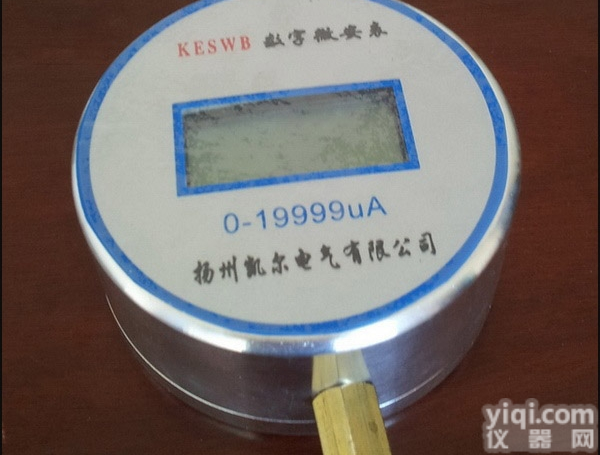 KESWB 数字微安表
0-19999uA
扬州凯尔电气有限公司
yiqi.com
仪器网